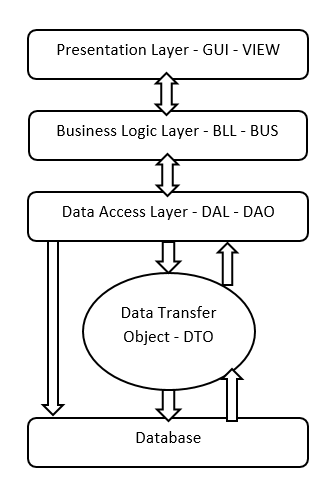 Presentation Layer - GUI - VIEW
Business Logic Layer - BLL - BUS
Data Access Layer - DAL - DAO
Data Transfer
Object - DTO
Database